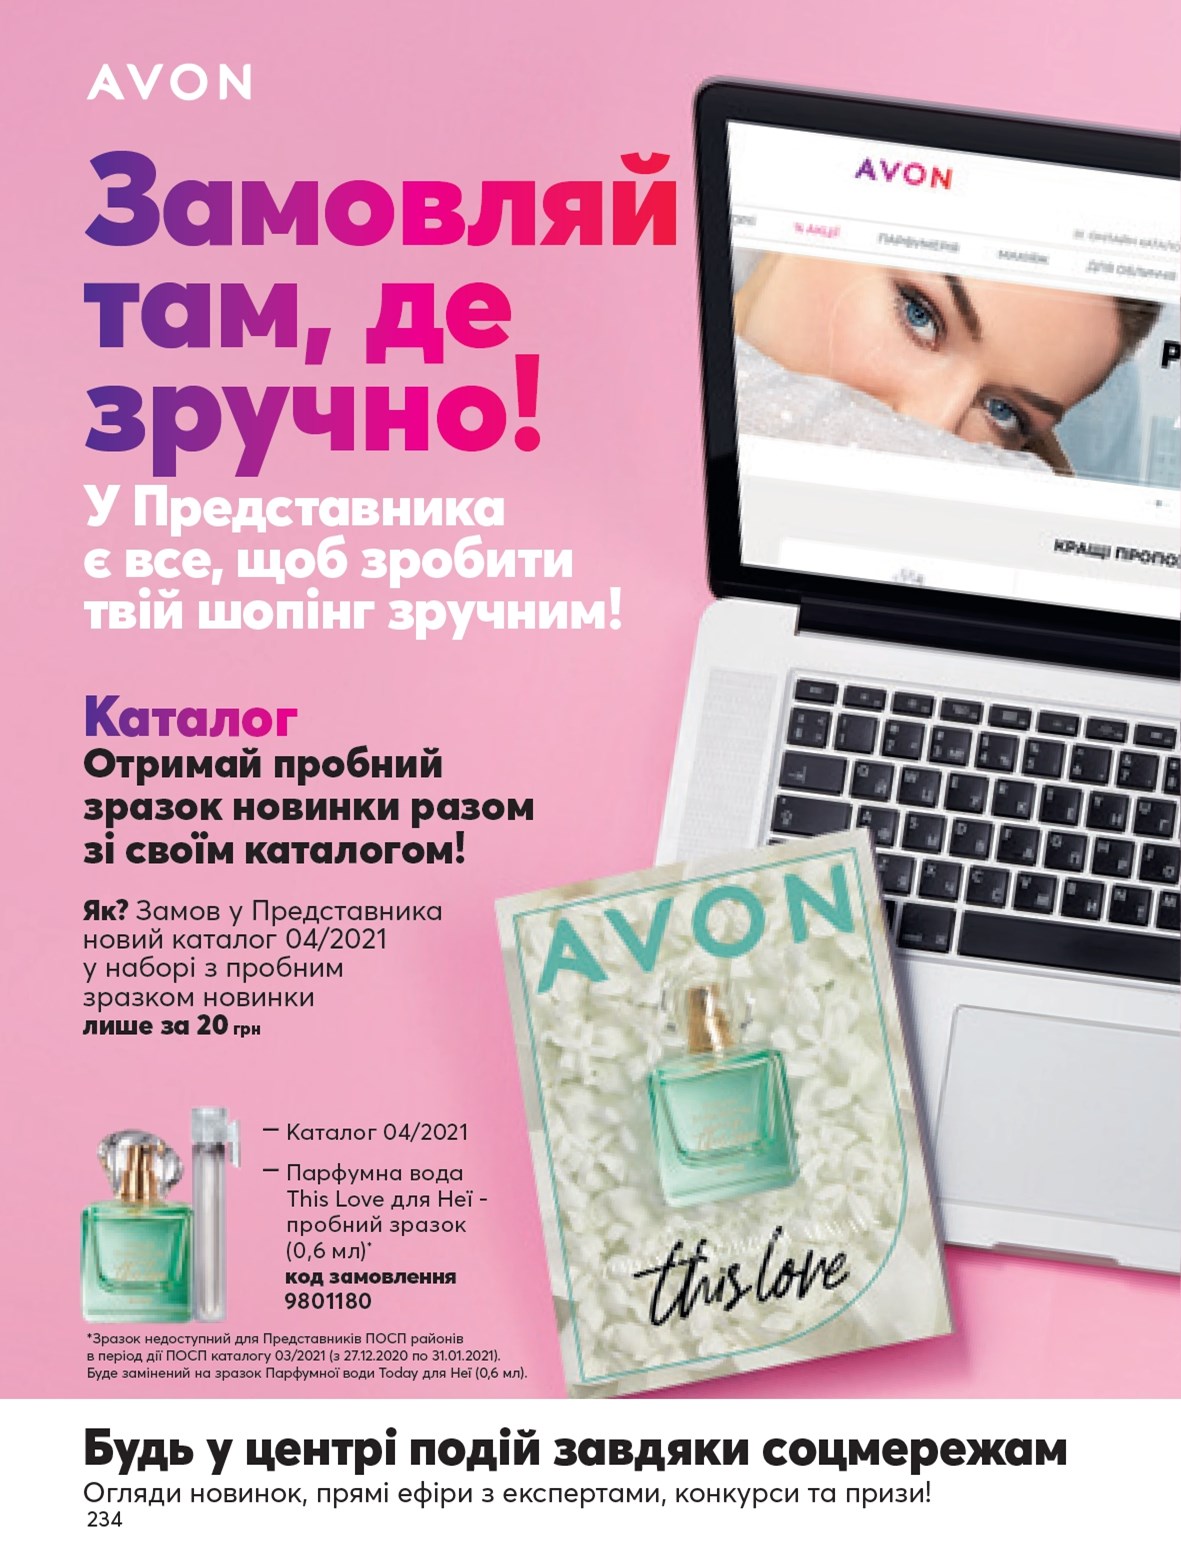 AVON
Замовляй
там, де
зручно!
У Представника
є все, щоб зробити
твій шопінг зручним!
Каталог
Отримай пробний
зразок новинки разом
зі своїм каталогом!
Як? Замов у Представника
новий каталог 04/2021
у наборі з пробним
зразком новинки
лише за 20 грн
— Каталог 04/2021
— Парфумна вода
This Love для Неї -
пробний зразок
(0,6 мл)*
код замовлення
9801180
*Зразок недоступний для Представників ПОСП районів
в період дії ПОСП каталогу 03/2021 (з 27.12.2020 по 31.01.2021).
Буде замінений на зразок Парфумної води Today для Неї (0,6 мл).
AVON
% АКЦІЇ
ПАРФУМЕРІЯ
МАКІЯЖ
ДЛЯ ОБЛИЧЧЯ
ОНЛАЙН КАТАЛО
КРАЩІ ПРОПО
AVON
this love
Будь у центрі подій завдяки соцмережам
Огляди новинок, прямі ефіри з експертами, конкурси та призи!
234